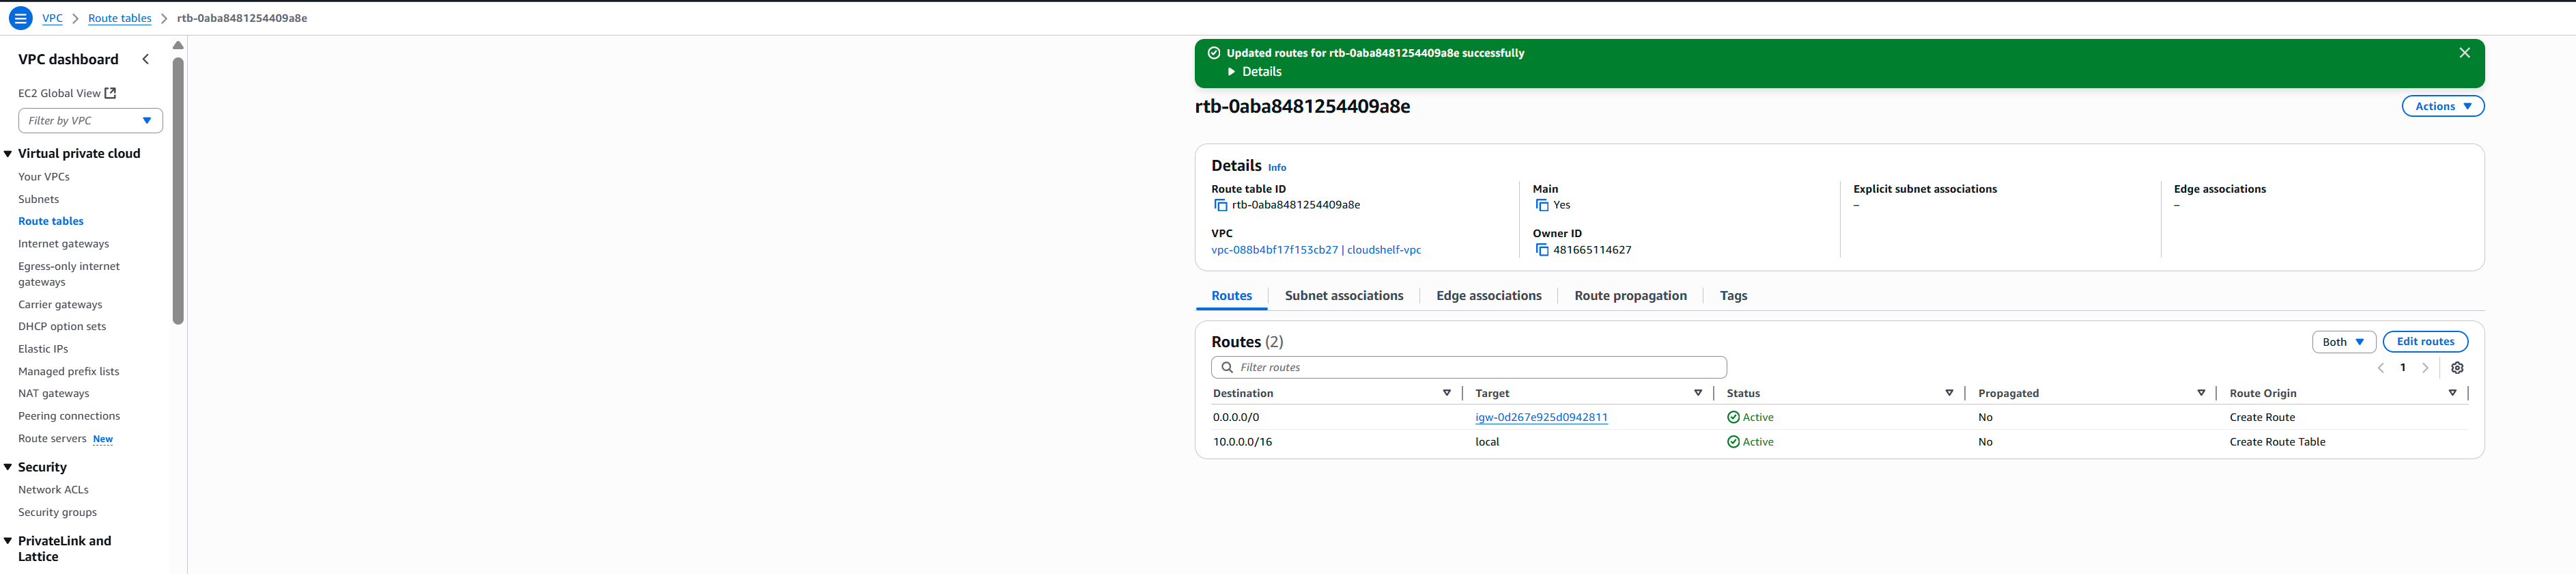 VPC > Route tables > rtb-0aba8481254409a8e
VPC dashboard
EC2 Global View
Filter by VPC
Virtual private cloud
Your VPCs
Subnets
Route tables
Internet gateways
Egress-only internet
gateways
Carrier gateways
DHCP option sets
Elastic IPs
Managed prefix lists
NAT gateways
Peering connections
Route servers New
Security
Network ACLs
Security groups
PrivateLink and
Lattice
Updated routes for rtb-0aba8481254409a8e successfully
Details
rtb-0aba8481254409a8e
Actions
Details Info
Route table ID
rtb-0aba8481254409a8e
Main
Yes
Explicit subnet associations
–
Edge associations
–
VPC
vpc-088b4bf17f153cb27 | cloudshelf-vpc
Owner ID
481665114627
Routes Subnet associations Edge associations Route propagation Tags
Routes (2)
Both Edit routes
Filter routes
1
Destination Target Status Propagated Route Origin
0.0.0.0/0 igw-0d267e925d0942811 Active No Create Route
10.0.0.0/16 local Active No Create Route Table